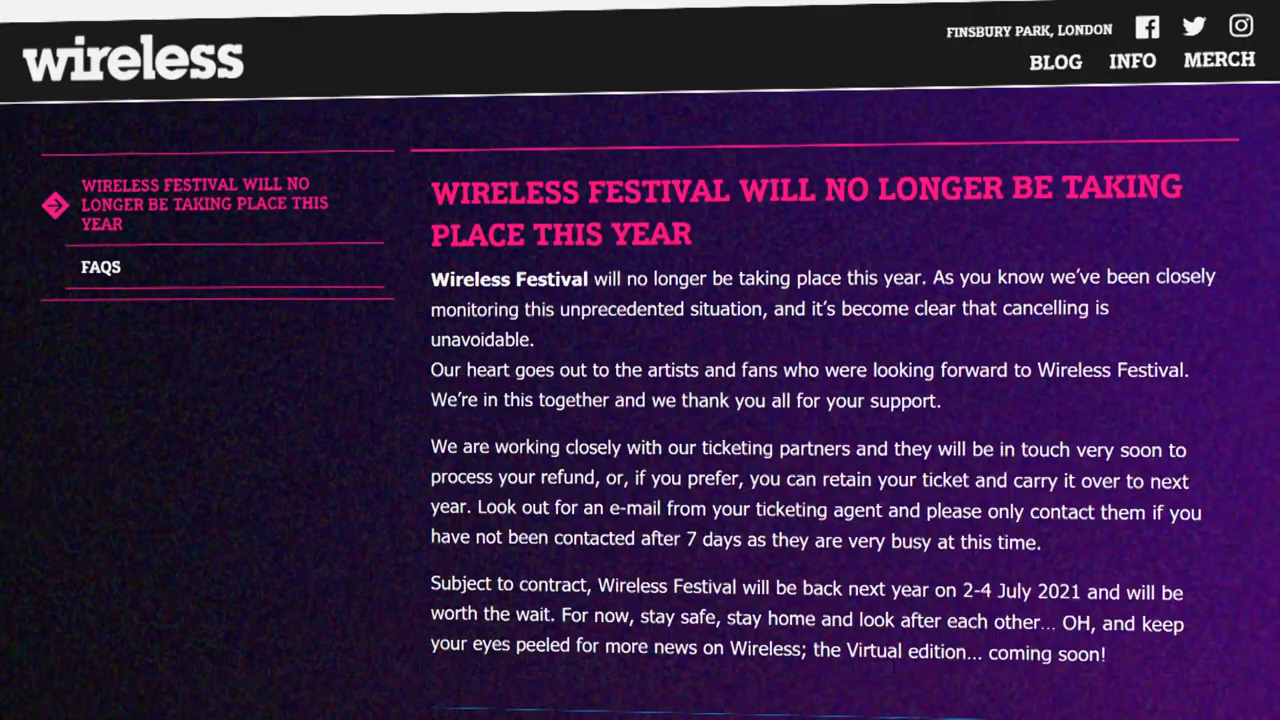 wireless
FINSBURY PARK, LONDON
BLOG INFO MERCH
WIRELESS FESTIVAL WILL NO
LONGER BE TAKING PLACE THIS
YEAR
FAQS
WIRELESS FESTIVAL WILL NO LONGER BE TAKING
PLACE THIS YEAR
Wireless Festival will no longer be taking place this year. As you know we've been closely
monitoring this unprecedented situation, and it's become clear that cancelling is
unavoidable.
Our heart goes out to the artists and fans who were looking forward to Wireless Festival.
We're in this together and we thank you all for your support.
We are working closely with our ticketing partners and they will be in touch very soon to
process your refund, or, if you prefer, you can retain your ticket and carry it over to next
year. Look out for an e-mail from your ticketing agent and please only contact them if you
have not been contacted after 7 days as they are very busy at this time.
Subject to contract, Wireless Festival will be back next year on 2-4 July 2021 and will be
worth the wait. For now, stay safe, stay home and look after each other... OH, and keep
your eyes peeled for more news on Wireless; the Virtual edition... coming soon!